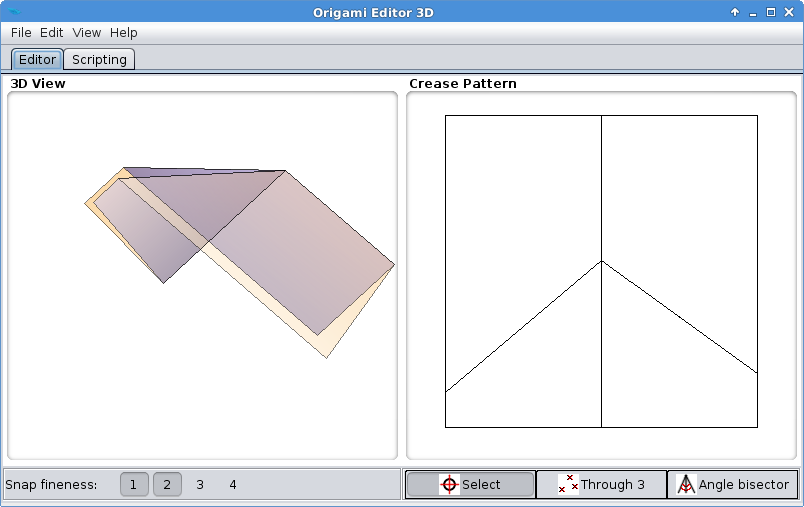 Origami Editor 3D
File Edit View Help
Editor Scripting
3D View Crease Pattern
Snap fineness: 1 2 3 4 Select Through 3 Angle bisector